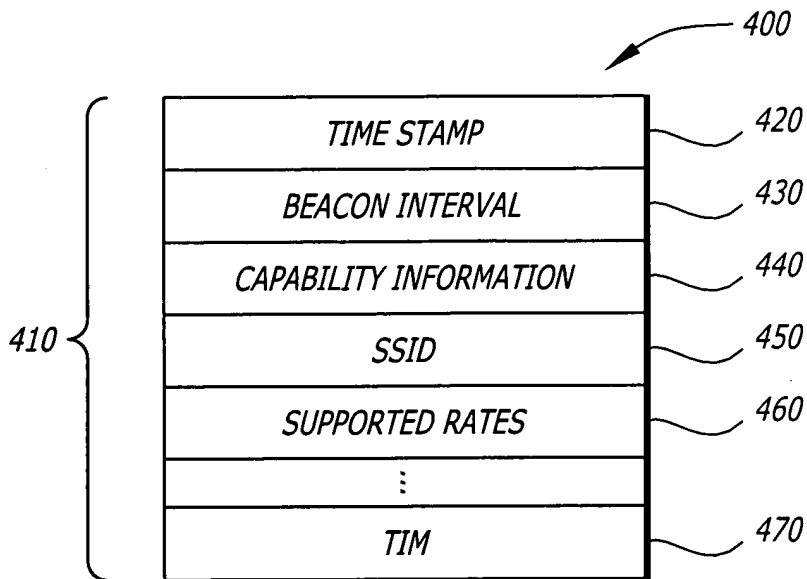 400
TIME STAMP 420
BEACON INTERVAL 430
CAPABILITY INFORMATION 440
410 SSID 450
SUPPORTED RATES 460
⋮
TIM 470